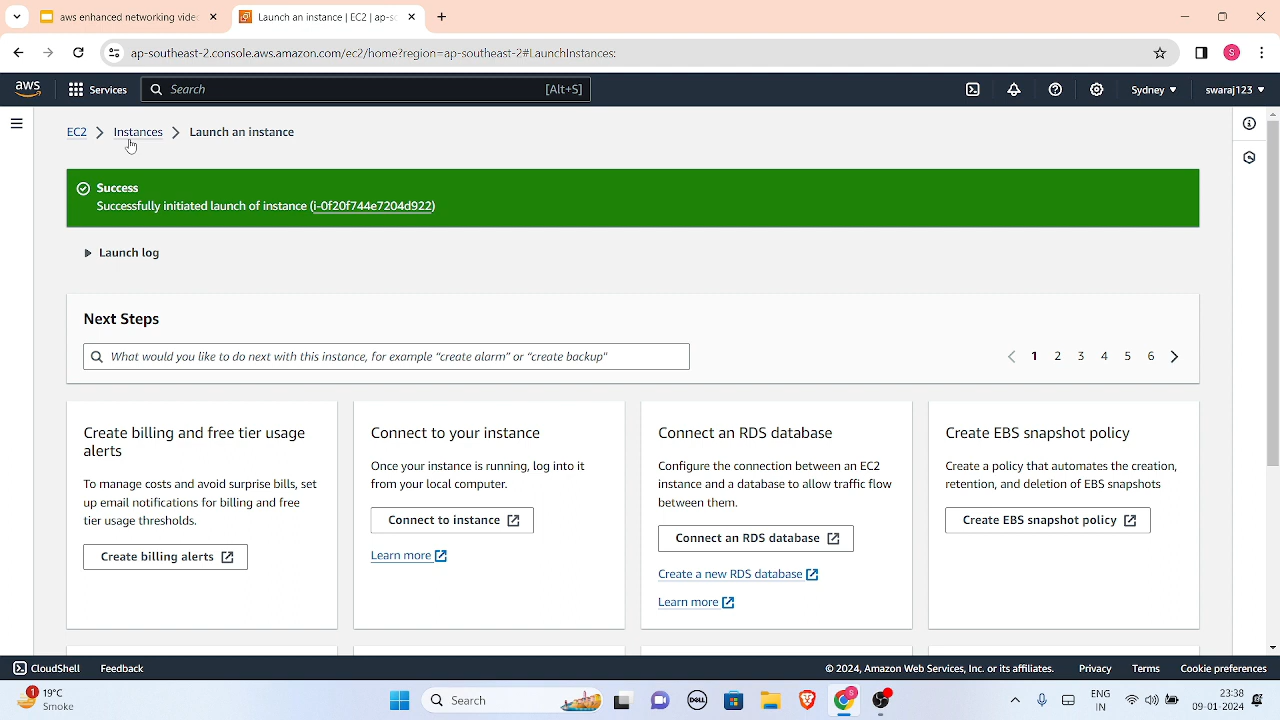 aws enhanced networking vide
Launch an instance | EC2 | ap-so
ap-southeast-2.console.aws.amazon.com/ec2/home?region=ap-southeast-2#LaunchInstances:
S
aws
Services
Search
[Alt+S]
Sydney
swaraj123
EC2
Instances
Launch an instance
Success
Successfully initiated launch of instance (i-0f20f744e7204d922)
Launch log
Next Steps
What would you like to do next with this instance, for example "create alarm" or "create backup"
1 2 3 4 5 6
Create billing and free tier usage
alerts
To manage costs and avoid surprise bills, set
up email notifications for billing and free
tier usage thresholds.
Create billing alerts
Connect to your instance
Once your instance is running, log into it
from your local computer.
Connect to instance
Learn more
Connect an RDS database
Configure the connection between an EC2
instance and a database to allow traffic flow
between them.
Connect an RDS database
Create a new RDS database
Learn more
Create EBS snapshot policy
Create a policy that automates the creation,
retention, and deletion of EBS snapshots
Create EBS snapshot policy
CloudShell
Feedback
© 2024, Amazon Web Services, Inc. or its affiliates.
Privacy
Terms
Cookie preferences
1
19°C
Smoke
Search
DELL
S
ENG
IN
23:38
09-01-2024